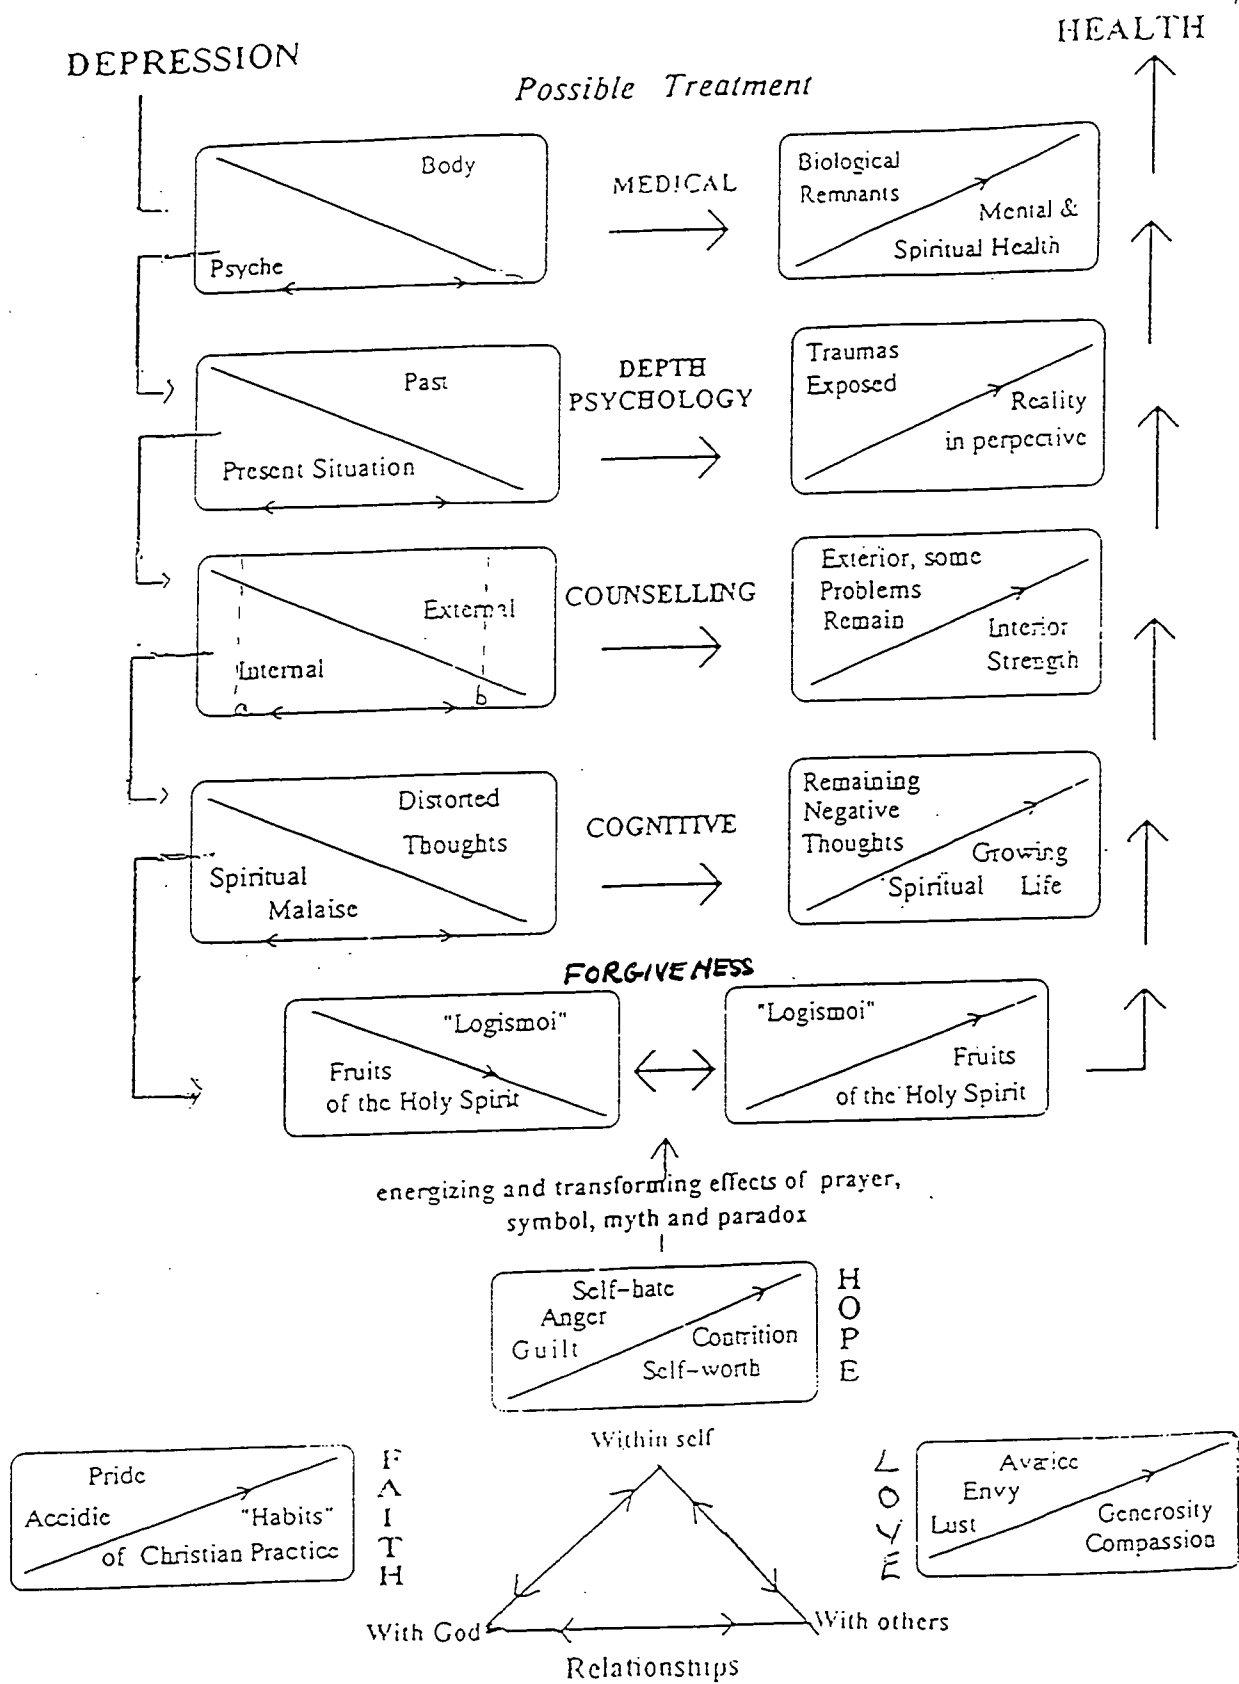 HEALTH
DEPRESSION
Possible Treatment
Body
Psyche
MEDICAL
Biological
Remnants
Mental &
Spiritual Health
Past
Present Situation
DEPTH
PSYCHOLOGY
Traumas
Exposed
Reality
in perpective
External
Internal
a
b
COUNSELLING
Exterior, some
Problems
Remain
Interior
Strength
Distorted
Thoughts
Spiritual
Malaise
COGNITIVE
Remaining
Negative
Thoughts
Growing
Spiritual Life
FORGIVENESS
"Logismoi"
Fruits
of the Holy Spirit
"Logismoi"
Fruits
of the Holy Spirit
energizing and transforming effects of prayer,
symbol, myth and paradox
Self-hate
Anger
Guilt
Contrition
Self-worth
HOPE
Within self
Pride
Accidie
"Habits"
of Christian Practice
FAITH
LOVE
Avarice
Envy
Lust
Generosity
Compassion
With God
With others
Relationships